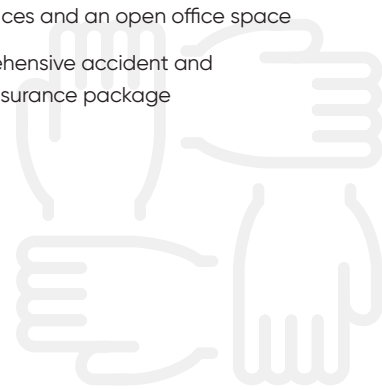 ces and an open office space
ehensive accident and
surance package